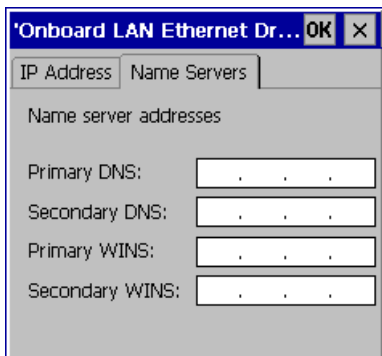 'Onboard LAN Ethernet Dr... OK ×
IP Address Name Servers
Name server addresses
Primary DNS: . . .
Secondary DNS: . . .
Primary WINS: . . .
Secondary WINS: . . .